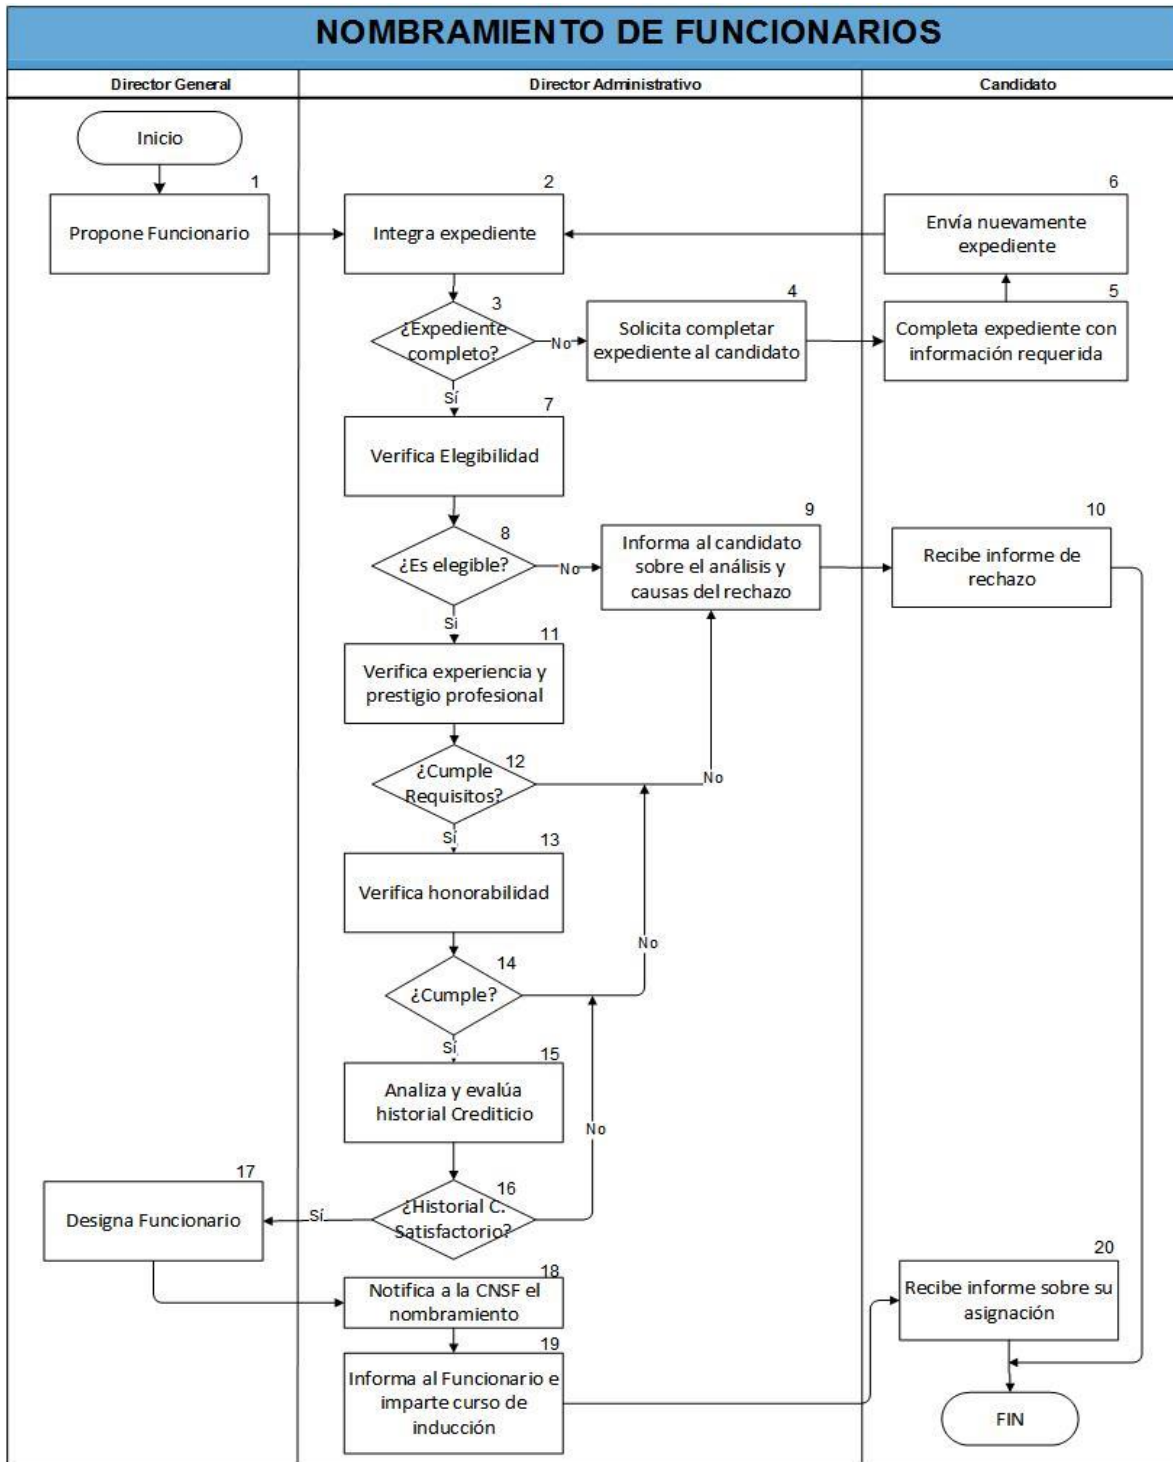 NOMBRAMIENTO DE FUNCIONARIOS
Director General
Director Administrativo
Candidato
Inicio
1
Propone Funcionario
2
Integra expediente
6
Envía nuevamente
expediente
3
¿Expediente
completo?
No
4
Solicita completar
expediente al candidato
5
Completa expediente con
información requerida
Sí
7
Verifica Elegibilidad
8
¿Es elegible?
No
9
Informa al candidato
sobre el análisis y
causas del rechazo
10
Recibe informe de
rechazo
Si
11
Verifica experiencia y
prestigio profesional
12
¿Cumple
Requisitos?
No
Sí
13
Verifica honorabilidad
No
14
¿Cumple?
Sí
15
Analiza y evalúa
historial Crediticio
No
16
¿Historial C.
Satisfactorio?
Sí
17
Designa Funcionario
18
Notifica a la CNSF el
nombramiento
19
Informa al Funcionario e
imparte curso de
inducción
20
Recibe informe sobre su
asignación
FIN